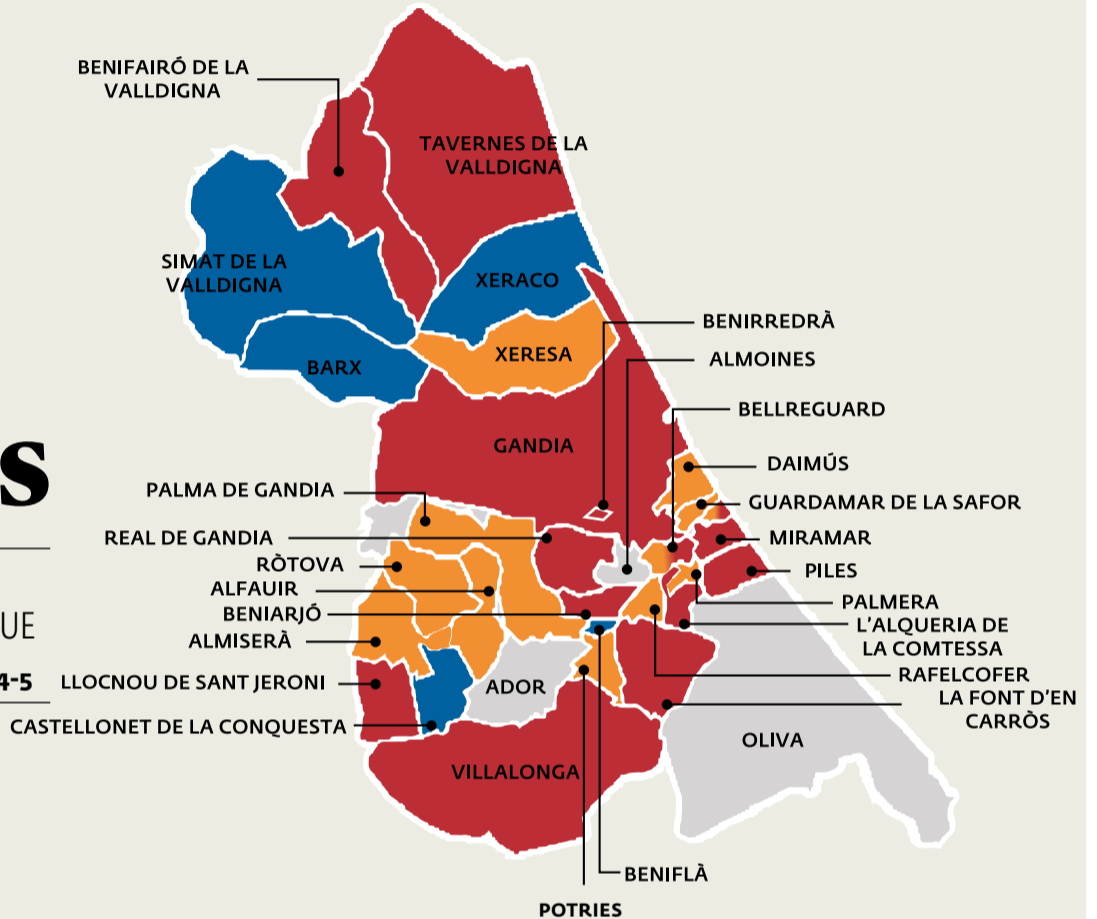 BENIFAIRÓ DE LA
VALLDIGNA
TAVERNES DE LA
VALLDIGNA
SIMAT DE LA
VALLDIGNA
XERACO
BARX
XERESA
BENIRREDRÀ
ALMOINES
BELLREGUARD
GANDIA
DAIMÚS
s
PALMA DE GANDIA
GUARDAMAR DE LA SAFOR
REAL DE GANDIA
MIRAMAR
RÒTOVA
PILES
ALFAUIR
PALMERA
BENIARJÓ
L'ALQUERIA DE
LA COMTESSA
UE
ALMISERÀ
RAFELCOFER
4-5
LLOCNOU DE SANT JERONI
ADOR
LA FONT D'EN
CARRÒS
CASTELLONET DE LA CONQUESTA
OLIVA
VILLALONGA
BENIFLÀ
POTRIES